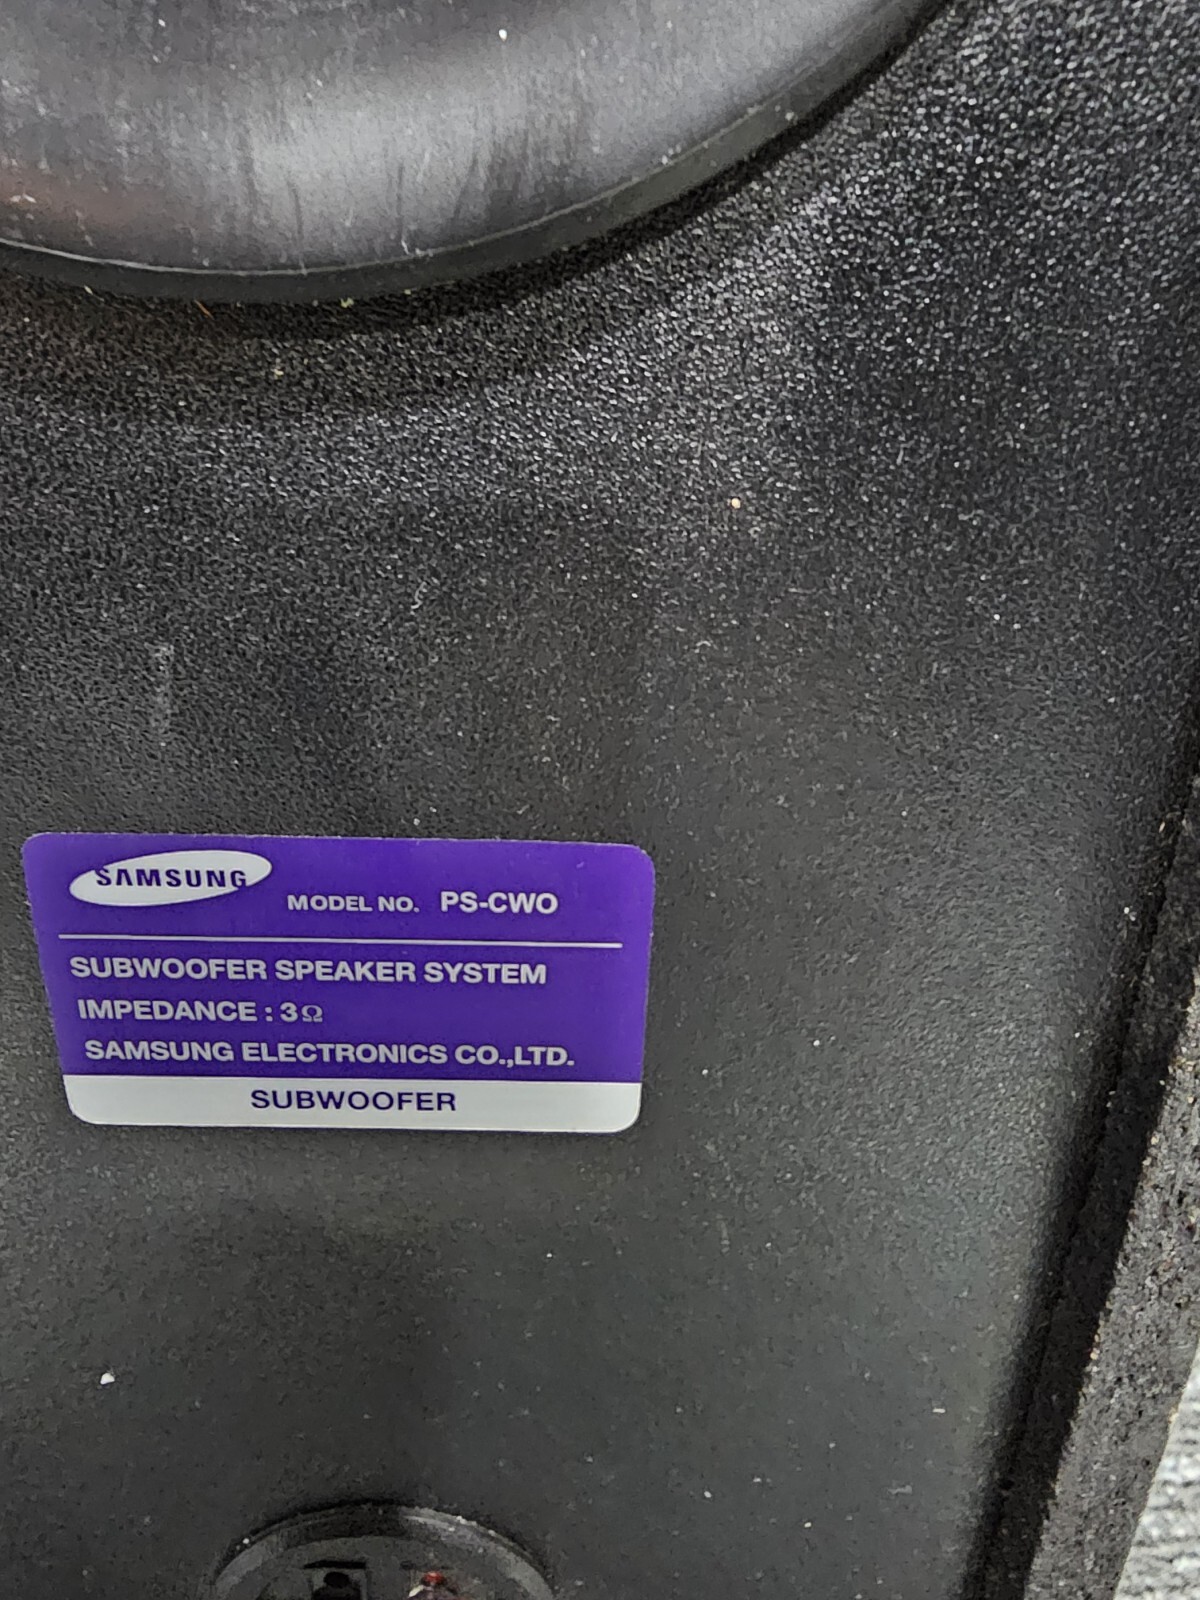 SAMSUNG MODEL NO. PS-CWO
SUBWOOFER SPEAKER SYSTEM
IMPEDANCE : 3Ω
SAMSUNG ELECTRONICS CO.,LTD.
SUBWOOFER